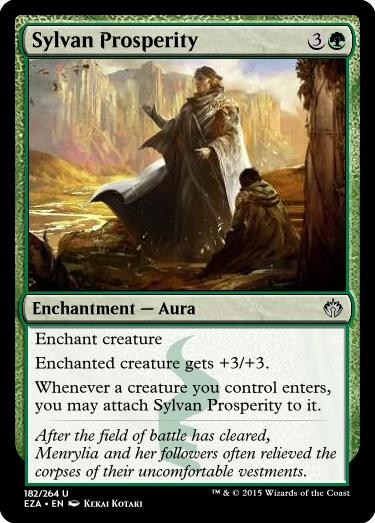 Sylvan Prosperity 3
Enchantment — Aura
Enchant creature
Enchanted creature gets +3/+3.
Whenever a creature you control enters,
you may attach Sylvan Prosperity to it.
After the field of battle has cleared,
Menrylia and her followers often relieved the
corpses of their uncomfortable vestments.
182/264 U
EZA • EN Kekai Kotaki
™ & © 2015 Wizards of the Coast